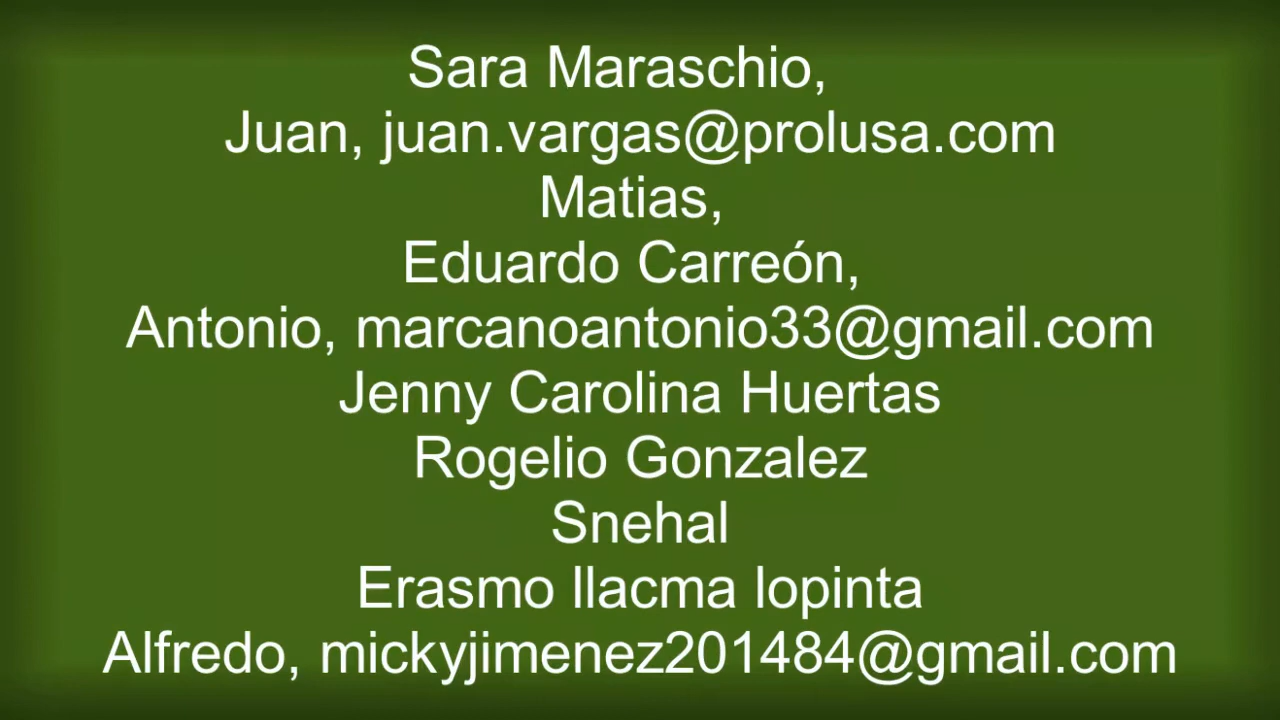 Sara Maraschio,
Juan, juan.vargas@prolusa.com
Matias,
Eduardo Carreón,
Antonio, marcanoantonio33@gmail.com
Jenny Carolina Huertas
Rogelio Gonzalez
Snehal
Erasmo llacma lopinta
Alfredo, mickyjimenez201484@gmail.com